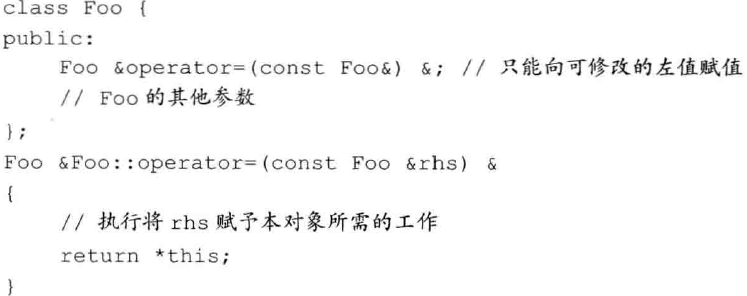 class Foo {
public:
    Foo &operator=(const Foo&) &; // 只能向可修改的左值赋值
    // Foo 的其他参数
};
Foo &Foo::operator=(const Foo &rhs) &
{
    // 执行将 rhs 赋予本对象所需的工作
    return *this;
}